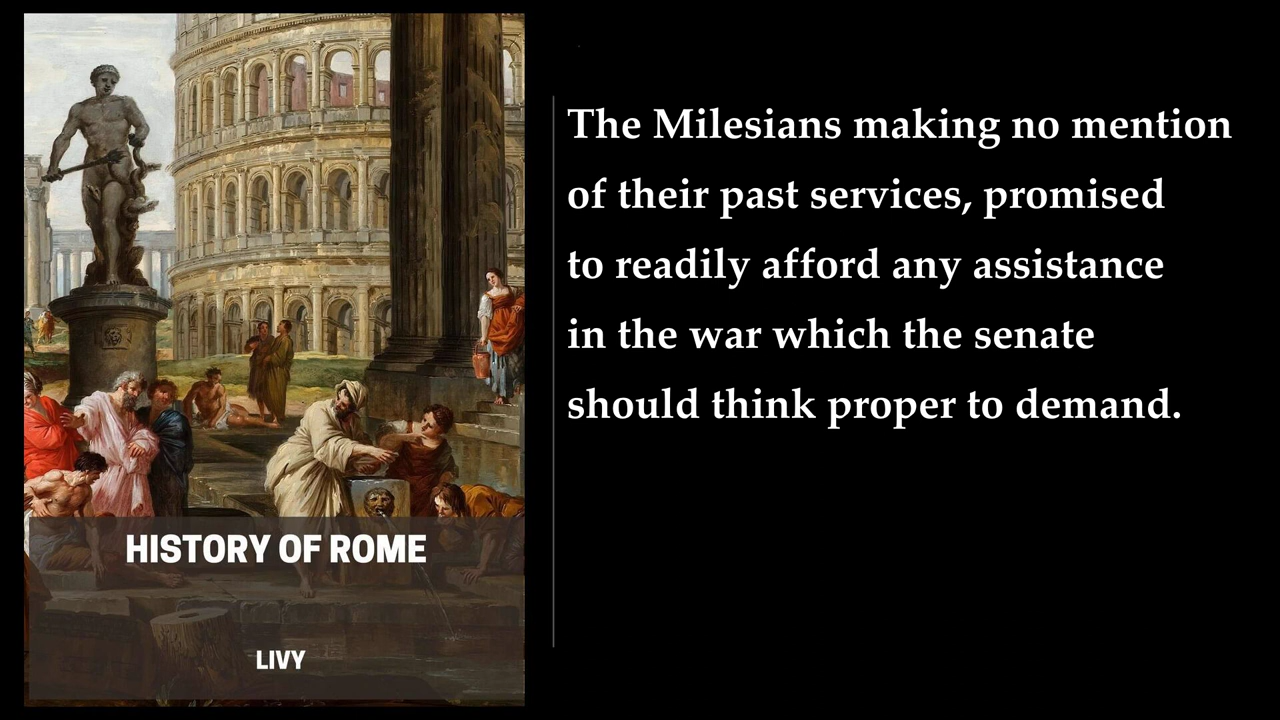 HISTORY OF ROME
LIVY
The Milesians making no mention
of their past services, promised
to readily afford any assistance
in the war which the senate
should think proper to demand.